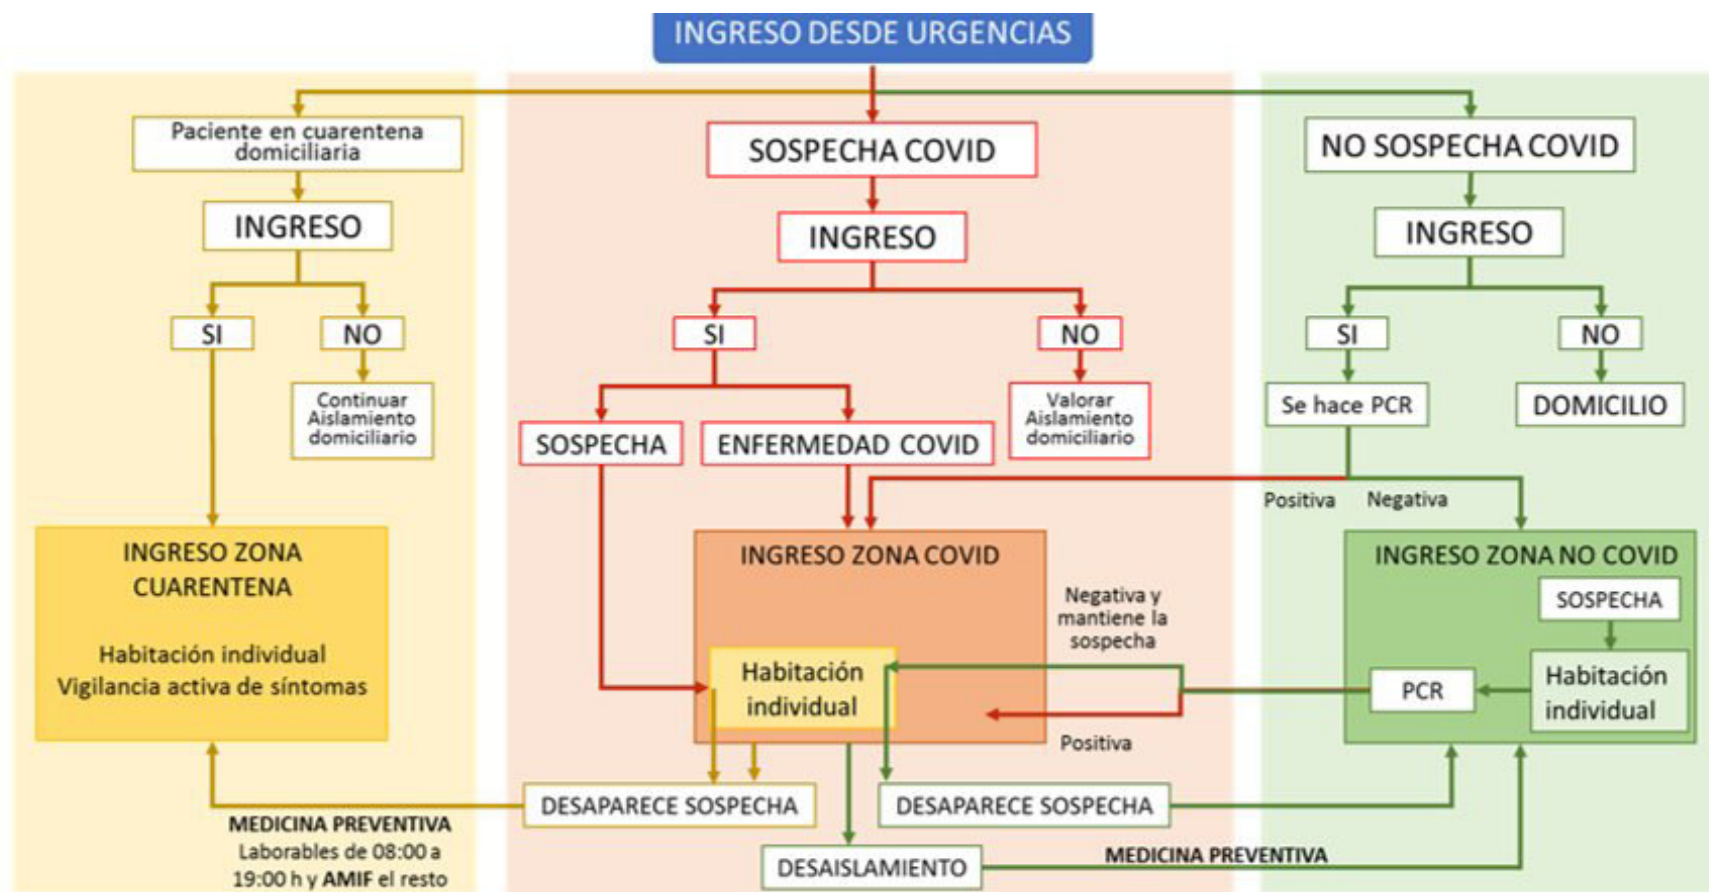 INGRESO DESDE URGENCIAS
Paciente en cuarentena
domiciliaria
INGRESO
SI
NO
Continuar
Aislamiento
domiciliario
INGRESO ZONA
CUARENTENA
Habitación individual
Vigilancia activa de síntomas
MEDICINA PREVENTIVA
Laborables de 08:00 a
19:00 h y AMIF el resto
SOSPECHA COVID
INGRESO
SI
NO
SOSPECHA
ENFERMEDAD COVID
Valorar
Aislamiento
domiciliario
INGRESO ZONA COVID
Habitación
individual
Negativa y
mantiene la
sospecha
Positiva
DESAPARECE SOSPECHA
DESAPARECE SOSPECHA
DESAISLAMIENTO
MEDICINA PREVENTIVA
NO SOSPECHA COVID
INGRESO
SI
NO
Se hace PCR
DOMICILIO
Positiva
Negativa
INGRESO ZONA NO COVID
SOSPECHA
Habitación
individual
PCR